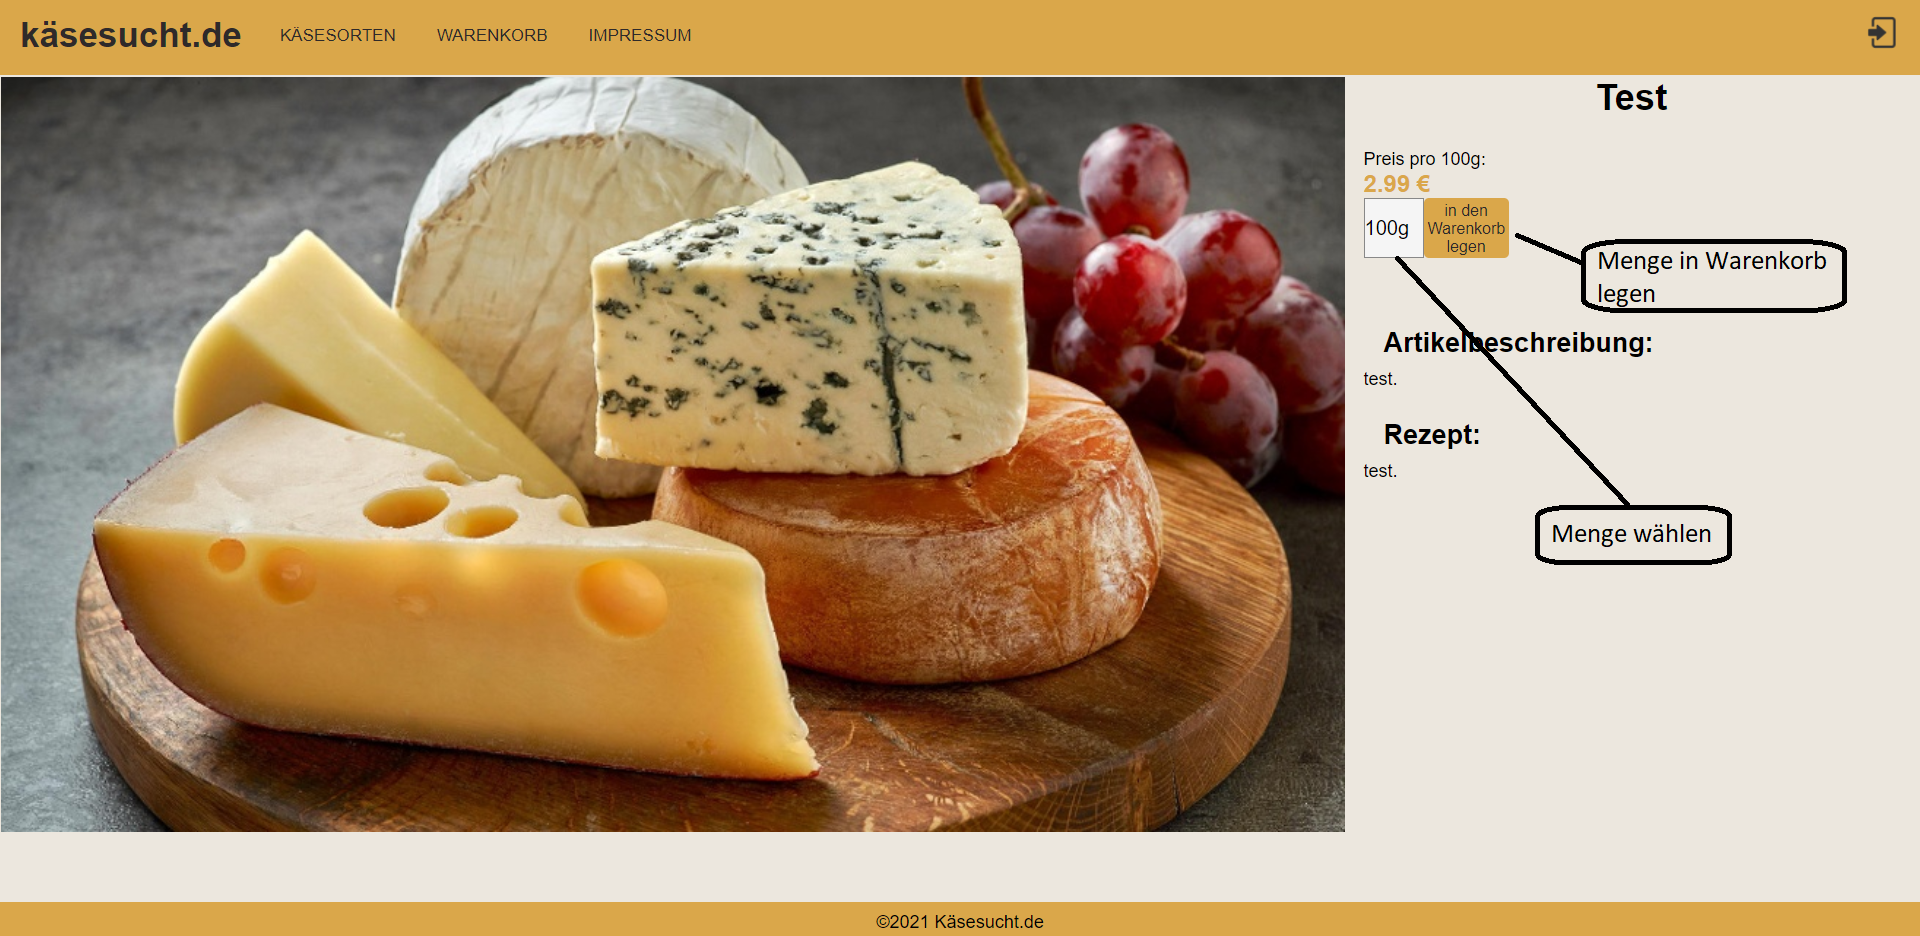 käsesucht.de KÄSESORTEN WARENKORB IMPRESSUM
Test
Preis pro 100g:
2.99 €
100g
in den
Warenkorb
legen
Menge in Warenkorb
legen
Artikelbeschreibung:
test.
Rezept:
test.
Menge wählen
©2021 Käsesucht.de